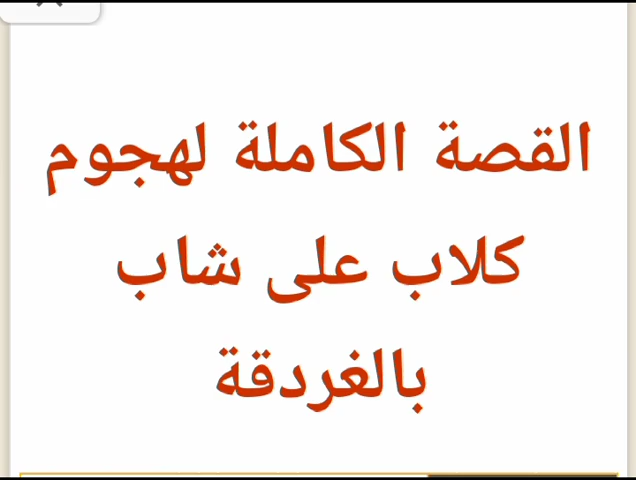 القصة الكاملة لهجوم
كلاب على شاب
بالغردقة